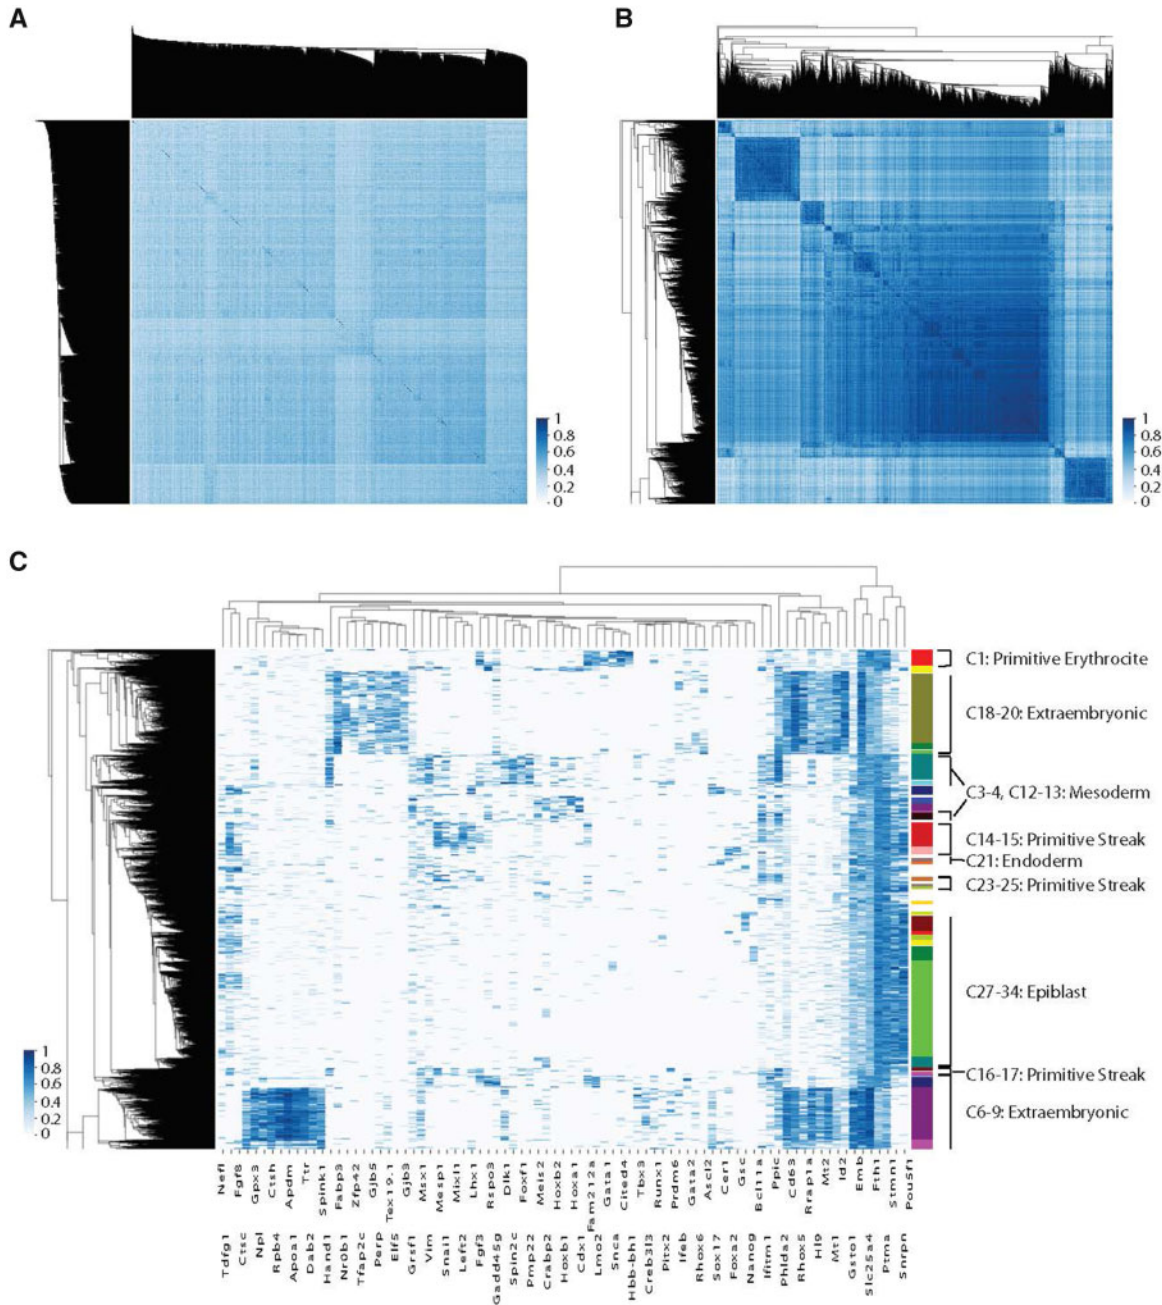 A
B
1
0.8
0.6
0.4
0.2
0
1
0.8
0.6
0.4
0.2
0
C
C1: Primitive Erythrocite
C18-20: Extraembryonic
C3-4, C12-13: Mesoderm
C14-15: Primitive Streak
C21: Endoderm
C23-25: Primitive Streak
C27-34: Epiblast
C16-17: Primitive Streak
C6-9: Extraembryonic
1
0.8
0.6
0.4
0.2
0
Nefl
Fgf8
Gpx3
Ctsh
Apdm
Ttr
Spink1
Fabp3
Zfp42
Gjb5
Tex19.1
Gjb3
Msx1
Mesp1
Mixl1
Lhx1
Rspo3
Dlk1
Foxf1
Meis2
Hoxb2
Hoxa1
Fam212a
Gata1
Cited4
Tbx3
Runx1
Prdm6
Gata2
Ascl2
Cer1
Gsc
Bcl11a
Ppic
Cd63
Rrap1a
Mt2
Id2
Emb
Fth1
Stmn1
Pou5f1
Tdfg1
Ctsc
Npl
Rpb4
Apoa1
Dab2
Hand1
Nr0b1
Tfap2c
Perp
Elf5
Grsf1
Vim
Snai1
Left2
Fgf3
Gadd45g
Spin2c
Pmp22
Crabp2
Hoxb1
Cdx1
Lmo2
Snca
Hbb-bh1
Creb3l3
Pitx2
Ifeb
Rhox6
Sox17
Foxa2
Nanog
Ifitm1
Phlda2
Rhox5
Hl9
Mt1
Gsto1
Slc25a4
Ptma
Snrpn